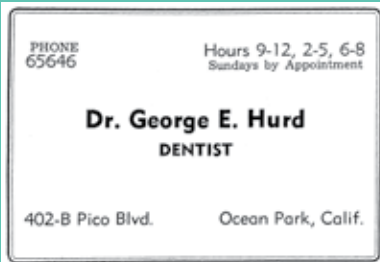 PHONE
65646
Hours 9-12, 2-5, 6-8
Sundays by Appointment
Dr. George E. Hurd
DENTIST
402-B Pico Blvd.
Ocean Park, Calif.